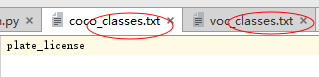 n.py × coco_classes.txt × voc_classes.txt ×
plate_license